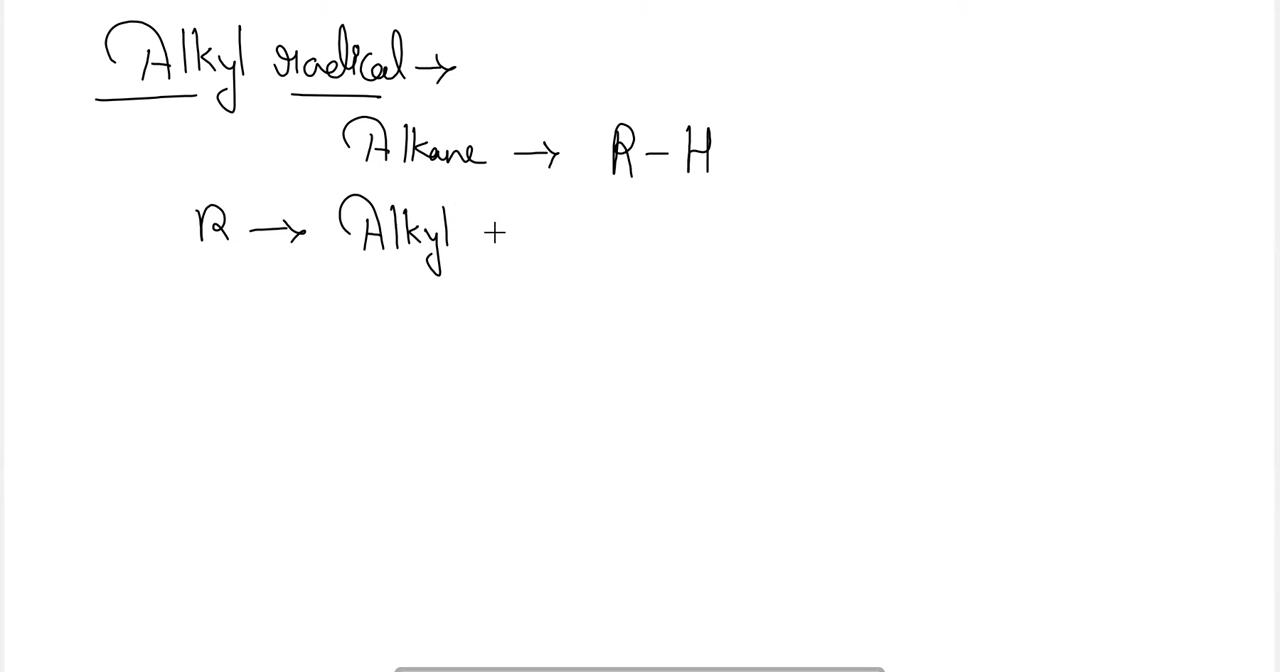 Alkyl radical →
Alkane → R - H
R → Alkyl +